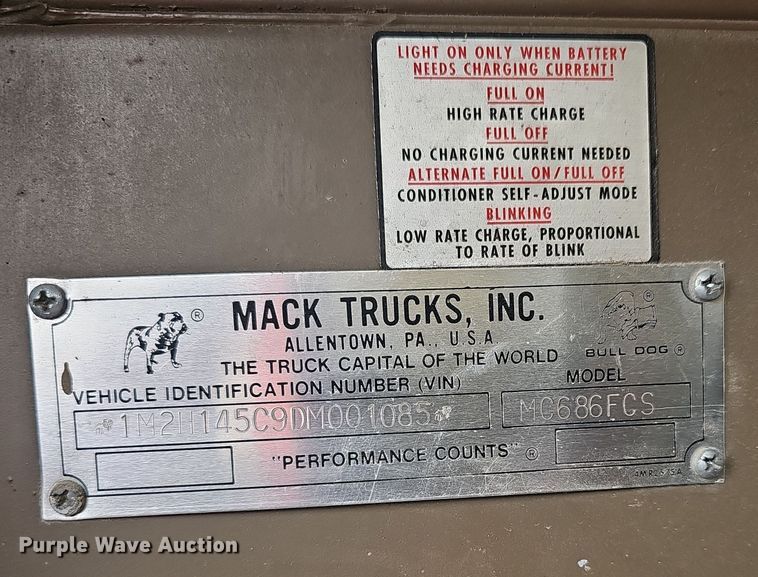 LIGHT ON ONLY WHEN BATTERY
NEEDS CHARGING CURRENT!
FULL ON
HIGH RATE CHARGE
FULL OFF
NO CHARGING CURRENT NEEDED
ALTERNATE FULL ON/FULL OFF
CONDITIONER SELF-ADJUST MODE
BLINKING
LOW RATE CHARGE, PROPORTIONAL
TO RATE OF BLINK
® MACK TRUCKS, INC. ®
ALLENTOWN, PA., U.S.A.
THE TRUCK CAPITAL OF THE WORLD
BULL DOG ®
VEHICLE IDENTIFICATION NUMBER (VIN) MODEL
1M2H145C9DM001085 MC686FCS
"PERFORMANCE COUNTS" ®
Purple Wave Auction